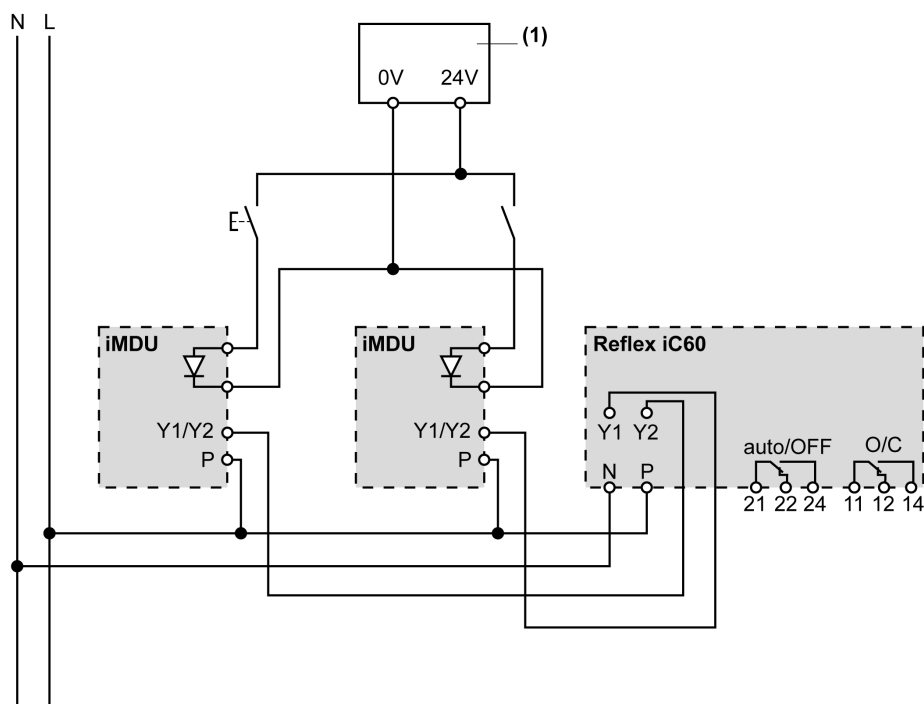 N L
(1)
0V 24V
iMDU
iMDU
Reflex iC60
Y1/Y2
P
Y1/Y2
P
Y1 Y2
N P
auto/OFF
O/C
21 22 24
11 12 14